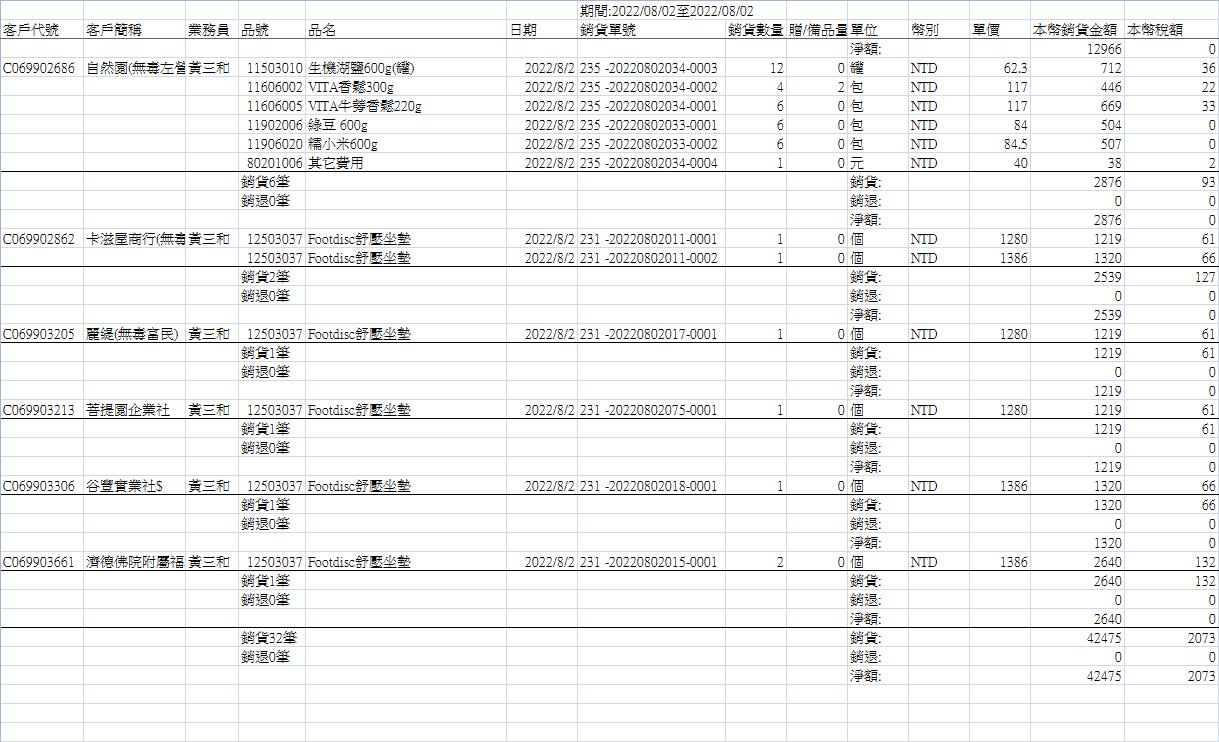 期間:2022/08/02至2022/08/02
客戶代號 客戶簡稱 業務員 品號 品名 日期 銷貨單號 銷貨數量 贈/備品量 單位 幣別 單價 本幣銷貨金額 本幣稅額
淨額: 12966 0
C069902686 自然園(無毒左營 黃三和 11503010 生機湖鹽600g(罐) 2022/8/2 235 -20220802034-0003 12 0 罐 NTD 62.3 712 36
11606002 VITA香鬆300g 2022/8/2 235 -20220802034-0002 4 2 包 NTD 117 446 22
11606005 VITA牛蒡香鬆220g 2022/8/2 235 -20220802034-0001 6 0 包 NTD 117 669 33
11902006 綠豆 600g 2022/8/2 235 -20220802033-0001 6 0 包 NTD 84 504 0
11906020 糯小米600g 2022/8/2 235 -20220802033-0002 6 0 包 NTD 84.5 507 0
80201006 其它費用 2022/8/2 235 -20220802034-0004 1 0 元 NTD 40 38 2
銷貨6筆 銷貨: 2876 93
銷退0筆 銷退: 0 0
淨額: 2876 0
C069902862 卡滋屋商行(無毒 黃三和 12503037 Footdisc舒壓坐墊 2022/8/2 231 -20220802011-0001 1 0 個 NTD 1280 1219 61
12503037 Footdisc舒壓坐墊 2022/8/2 231 -20220802011-0002 1 0 個 NTD 1386 1320 66
銷貨2筆 銷貨: 2539 127
銷退0筆 銷退: 0 0
淨額: 2539 0
C069903205 麗緹(無毒富民) 黃三和 12503037 Footdisc舒壓坐墊 2022/8/2 231 -20220802017-0001 1 0 個 NTD 1280 1219 61
銷貨1筆 銷貨: 1219 61
銷退0筆 銷退: 0 0
淨額: 1219 0
C069903213 菩提園企業社 黃三和 12503037 Footdisc舒壓坐墊 2022/8/2 231 -20220802075-0001 1 0 個 NTD 1280 1219 61
銷貨1筆 銷貨: 1219 61
銷退0筆 銷退: 0 0
淨額: 1219 0
C069903306 谷豐實業社$ 黃三和 12503037 Footdisc舒壓坐墊 2022/8/2 231 -20220802018-0001 1 0 個 NTD 1386 1320 66
銷貨1筆 銷貨: 1320 66
銷退0筆 銷退: 0 0
淨額: 1320 0
C069903661 濟德佛院附屬福 黃三和 12503037 Footdisc舒壓坐墊 2022/8/2 231 -20220802015-0001 2 0 個 NTD 1386 2640 132
銷貨1筆 銷貨: 2640 132
銷退0筆 銷退: 0 0
淨額: 2640 0
銷貨32筆 銷貨: 42475 2073
銷退0筆 銷退: 0 0
淨額: 42475 2073